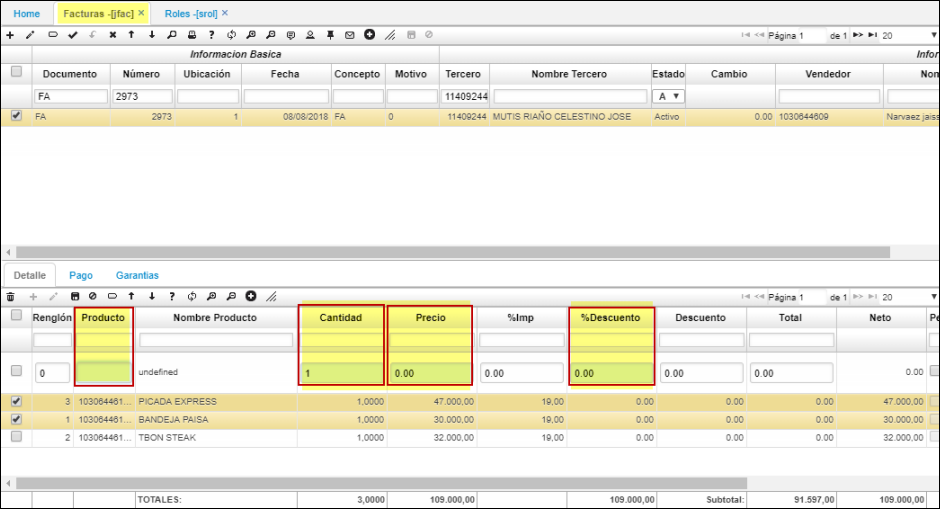 Home Facturas -[jfac] × Roles -[srol] ×
Página 1 de 1 20
Informacion Basica Infor
Documento Número Ubicación Fecha Concepto Motivo Tercero Nombre Tercero Estado Cambio Vendedor Nom
FA 2973 11409244 A
FA 2973 1 08/08/2018 FA 0 11409244 MUTIS RIAÑO CELESTINO JOSE Activo 0.00 1030644609 Narvaez jaiss
Detalle Pago Garantias
Página 1 de 1 20
Renglón Producto Nombre Producto Cantidad Precio %Imp %Descuento Descuento Total Neto Pe
0 undefined 1 0.00 0.00 0.00 0.00 0.00 0.00
3 103064461... PICADA EXPRESS 1,0000 47.000,00 19,00 0.00 0.00 0.00 47.000,00
1 103064461... BANDEJA PAISA 1,0000 30.000,00 19,00 0.00 0.00 0.00 30.000,00
2 103064461... TBON STEAK 1,0000 32.000,00 19,00 0.00 0.00 0.00 32.000,00
TOTALES: 3,0000 109.000,00 109.000,00 Subtotal: 91.597,00 109.000,00